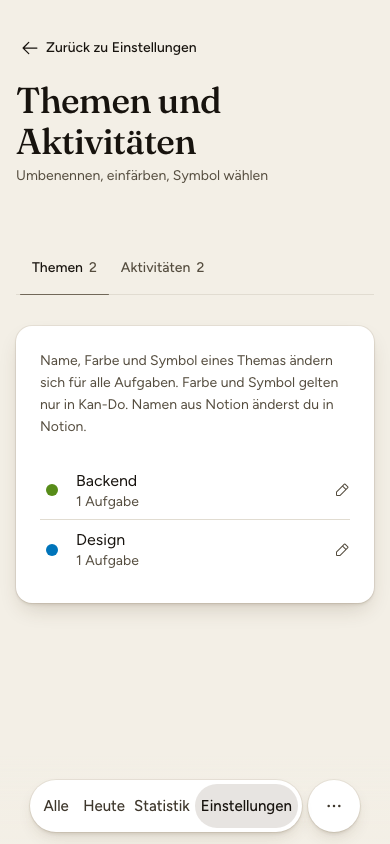 Zurück zu Einstellungen
Themen und
Aktivitäten
Umbenennen, einfärben, Symbol wählen
Themen 2 Aktivitäten 2
Name, Farbe und Symbol eines Themas ändern
sich für alle Aufgaben. Farbe und Symbol gelten
nur in Kan-Do. Namen aus Notion änderst du in
Notion.
Backend
1 Aufgabe
Design
1 Aufgabe
Alle Heute Statistik Einstellungen